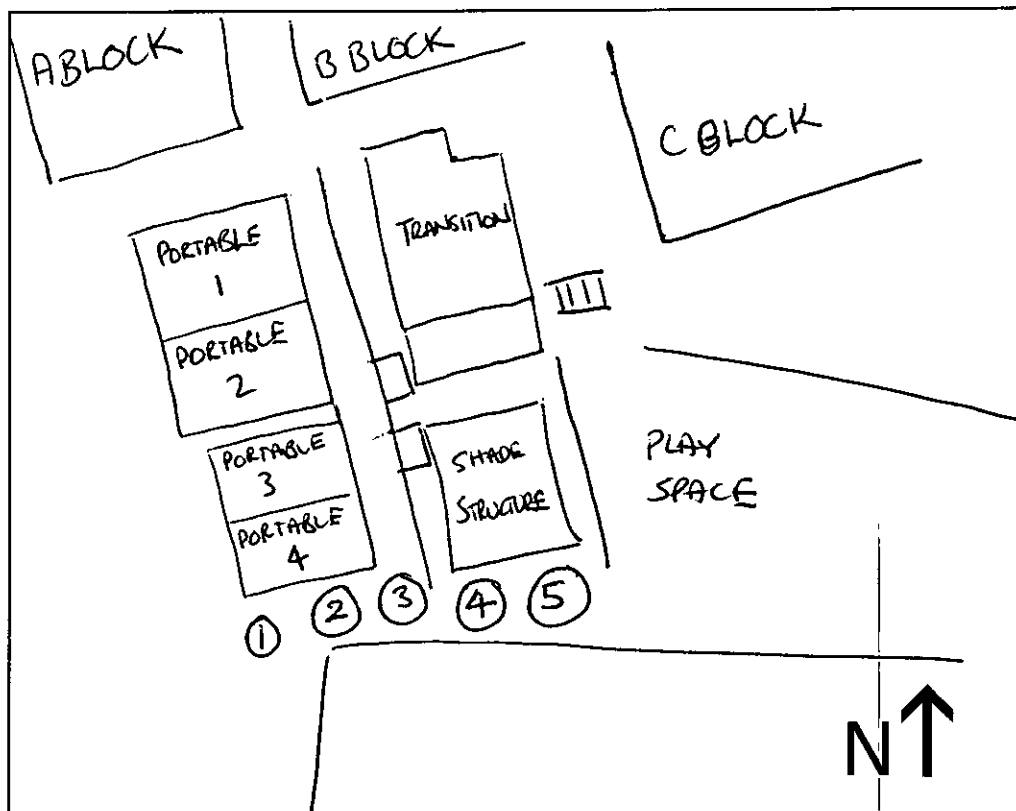 A BLOCK
B BLOCK
C BLOCK
TRANSITION
PORTABLE
1
PORTABLE
2
PORTABLE
3
PORTABLE
4
SHADE
STRUCTURE
PLAY
SPACE
1
2
3
4
5
N